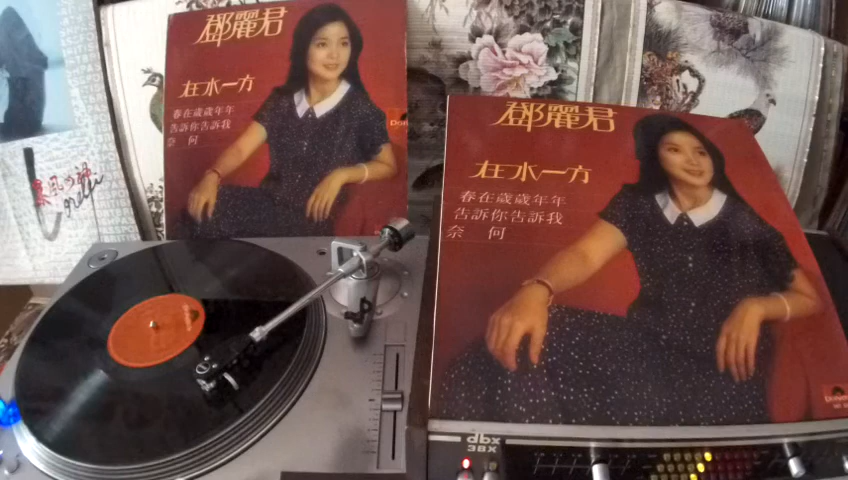 鄧麗君
在水一方
春在歲歲年年
告訴你告訴我
奈何
鄧麗君
在水一方
春在歲歲年年
告訴你告訴我
奈何
dbx
3BX